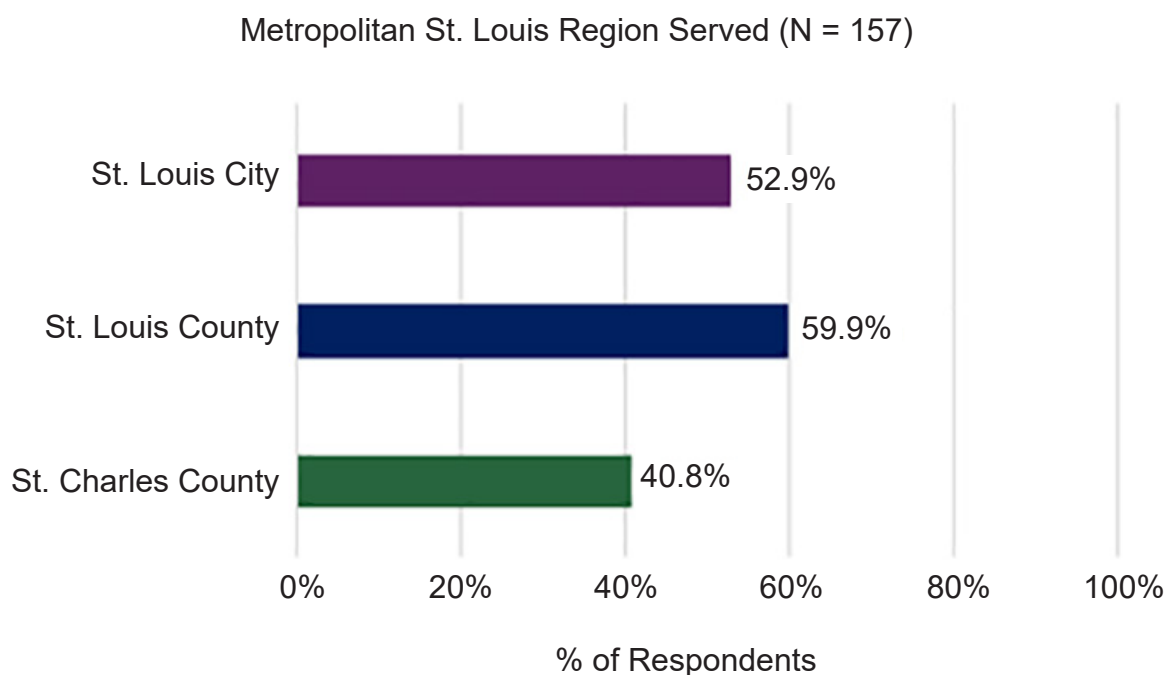 Metropolitan St. Louis Region Served (N = 157)
St. Louis City
52.9%
St. Louis County
59.9%
St. Charles County
40.8%
0% 20% 40% 60% 80% 100%
% of Respondents